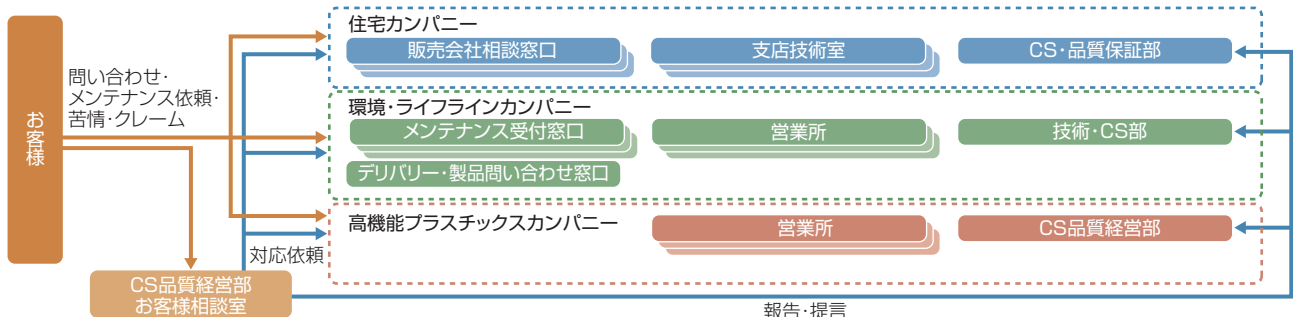 お客様
問い合わせ・
メンテナンス依頼・
苦情・クレーム
CS品質経営部
お客様相談室
対応依頼
住宅カンパニー
販売会社相談窓口
支店技術室
CS・品質保証部
環境・ライフラインカンパニー
メンテナンス受付窓口
営業所
技術・CS部
デリバリー・製品問い合わせ窓口
高機能プラスチックスカンパニー
営業所
CS品質経営部
報告・提言